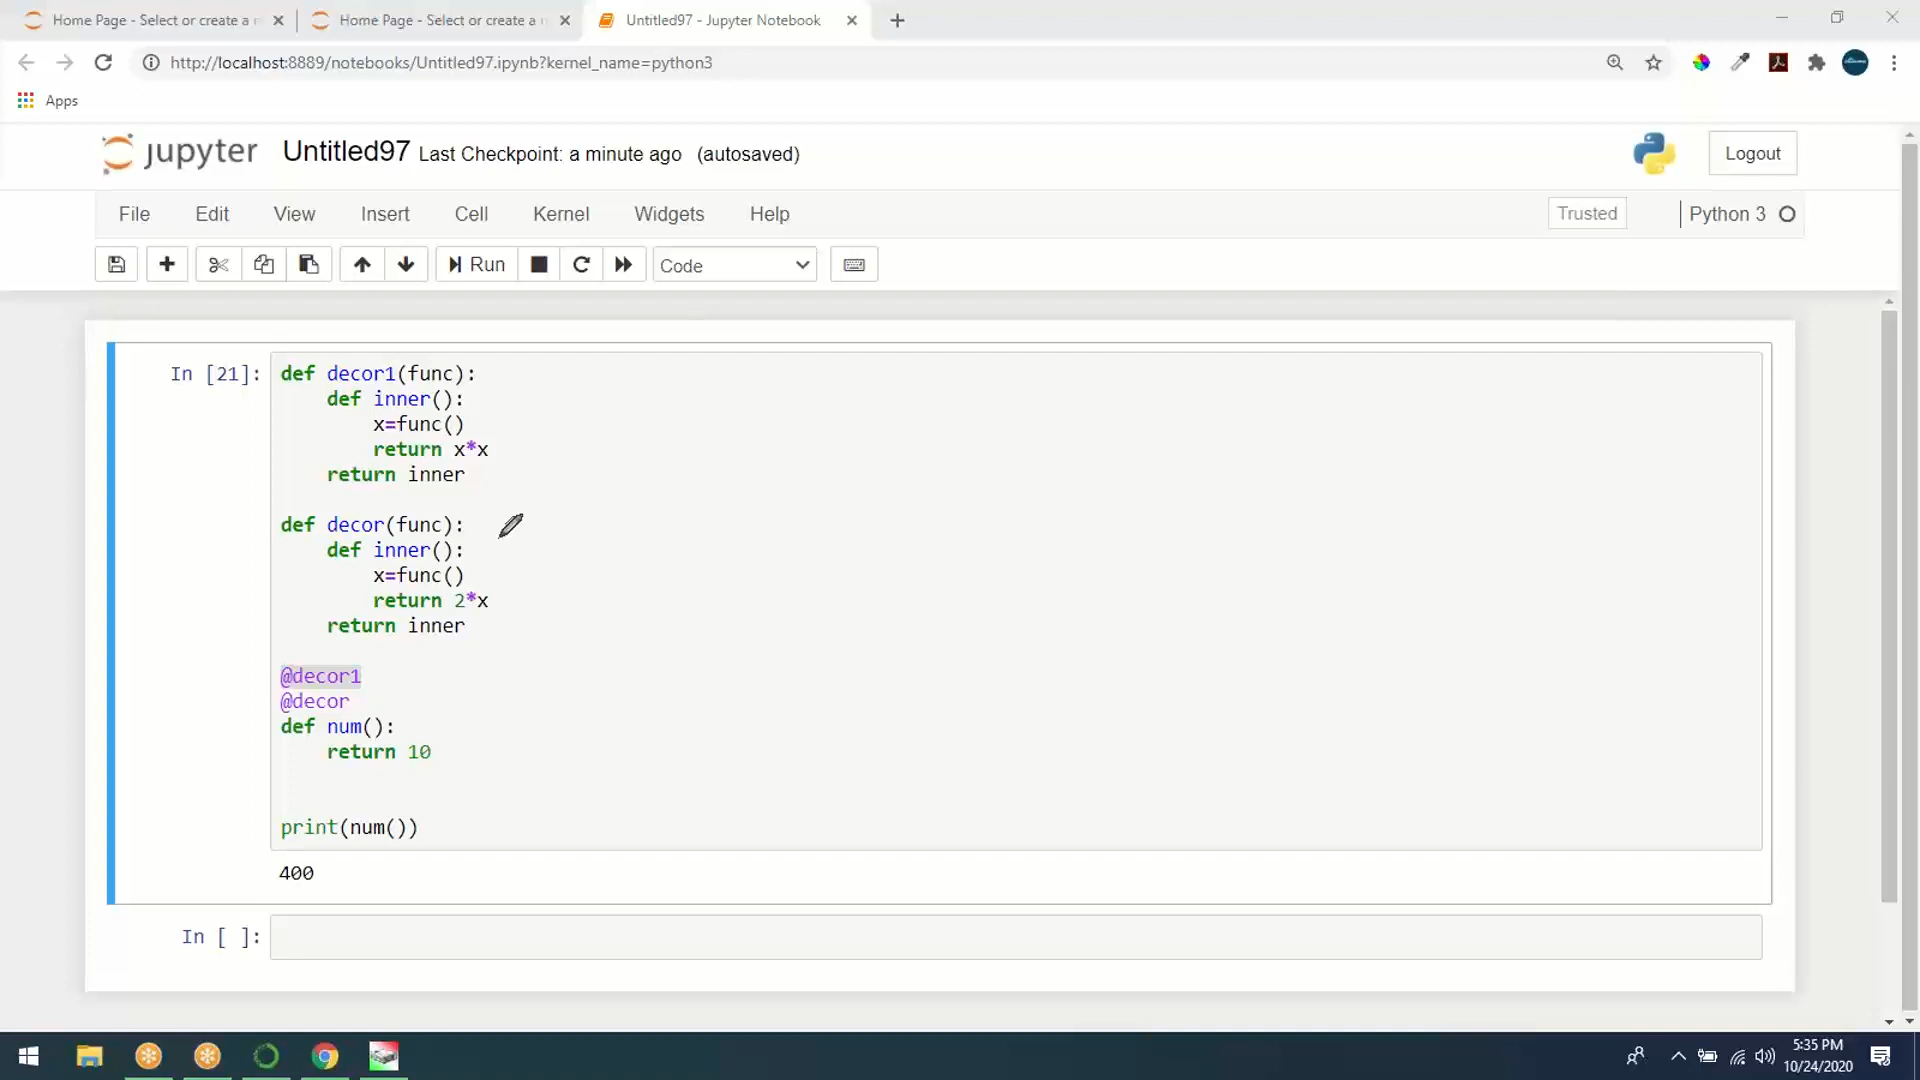 Home Page - Select or create a n
Home Page - Select or create a n
Untitled97 - Jupyter Notebook
http://localhost:8889/notebooks/Untitled97.ipynb?kernel_name=python3
Apps
jupyter Untitled97 Last Checkpoint: a minute ago (autosaved)
Logout
File Edit View Insert Cell Kernel Widgets Help
Trusted
Python 3
Run
Code
In [21]:
def decor1(func):
    def inner():
        x=func()
        return x*x
    return inner
def decor(func):
    def inner():
        x=func()
        return 2*x
    return inner
@decor1
@decor
def num():
    return 10
print(num())
400
In [ ]:
5:35 PM
10/24/2020